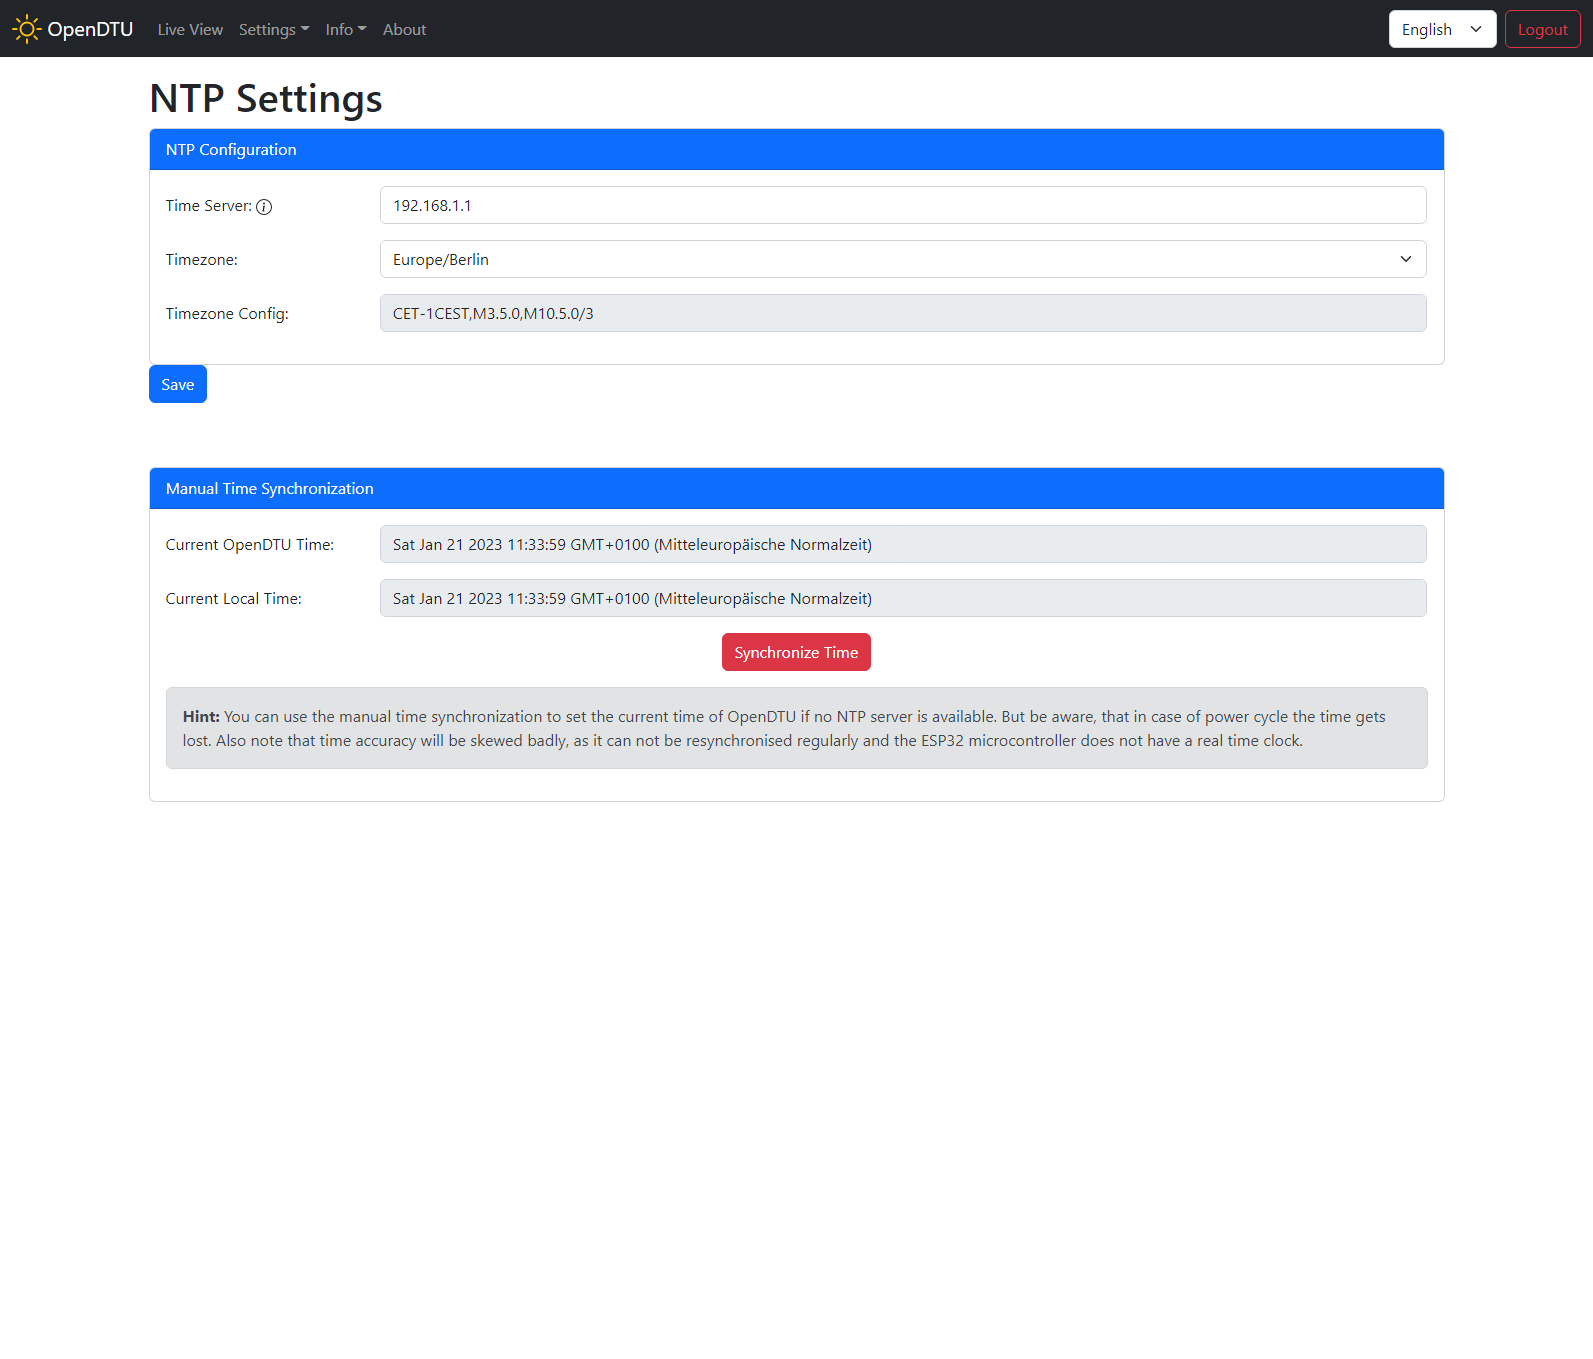 OpenDTU Live View Settings Info About English Logout
NTP Settings
NTP Configuration
Time Server: 192.168.1.1
Timezone: Europe/Berlin
Timezone Config: CET-1CEST,M3.5.0,M10.5.0/3
Save
Manual Time Synchronization
Current OpenDTU Time: Sat Jan 21 2023 11:33:59 GMT+0100 (Mitteleuropäische Normalzeit)
Current Local Time: Sat Jan 21 2023 11:33:59 GMT+0100 (Mitteleuropäische Normalzeit)
Synchronize Time
Hint: You can use the manual time synchronization to set the current time of OpenDTU if no NTP server is available. But be aware, that in case of power cycle the time gets
lost. Also note that time accuracy will be skewed badly, as it can not be resynchronised regularly and the ESP32 microcontroller does not have a real time clock.